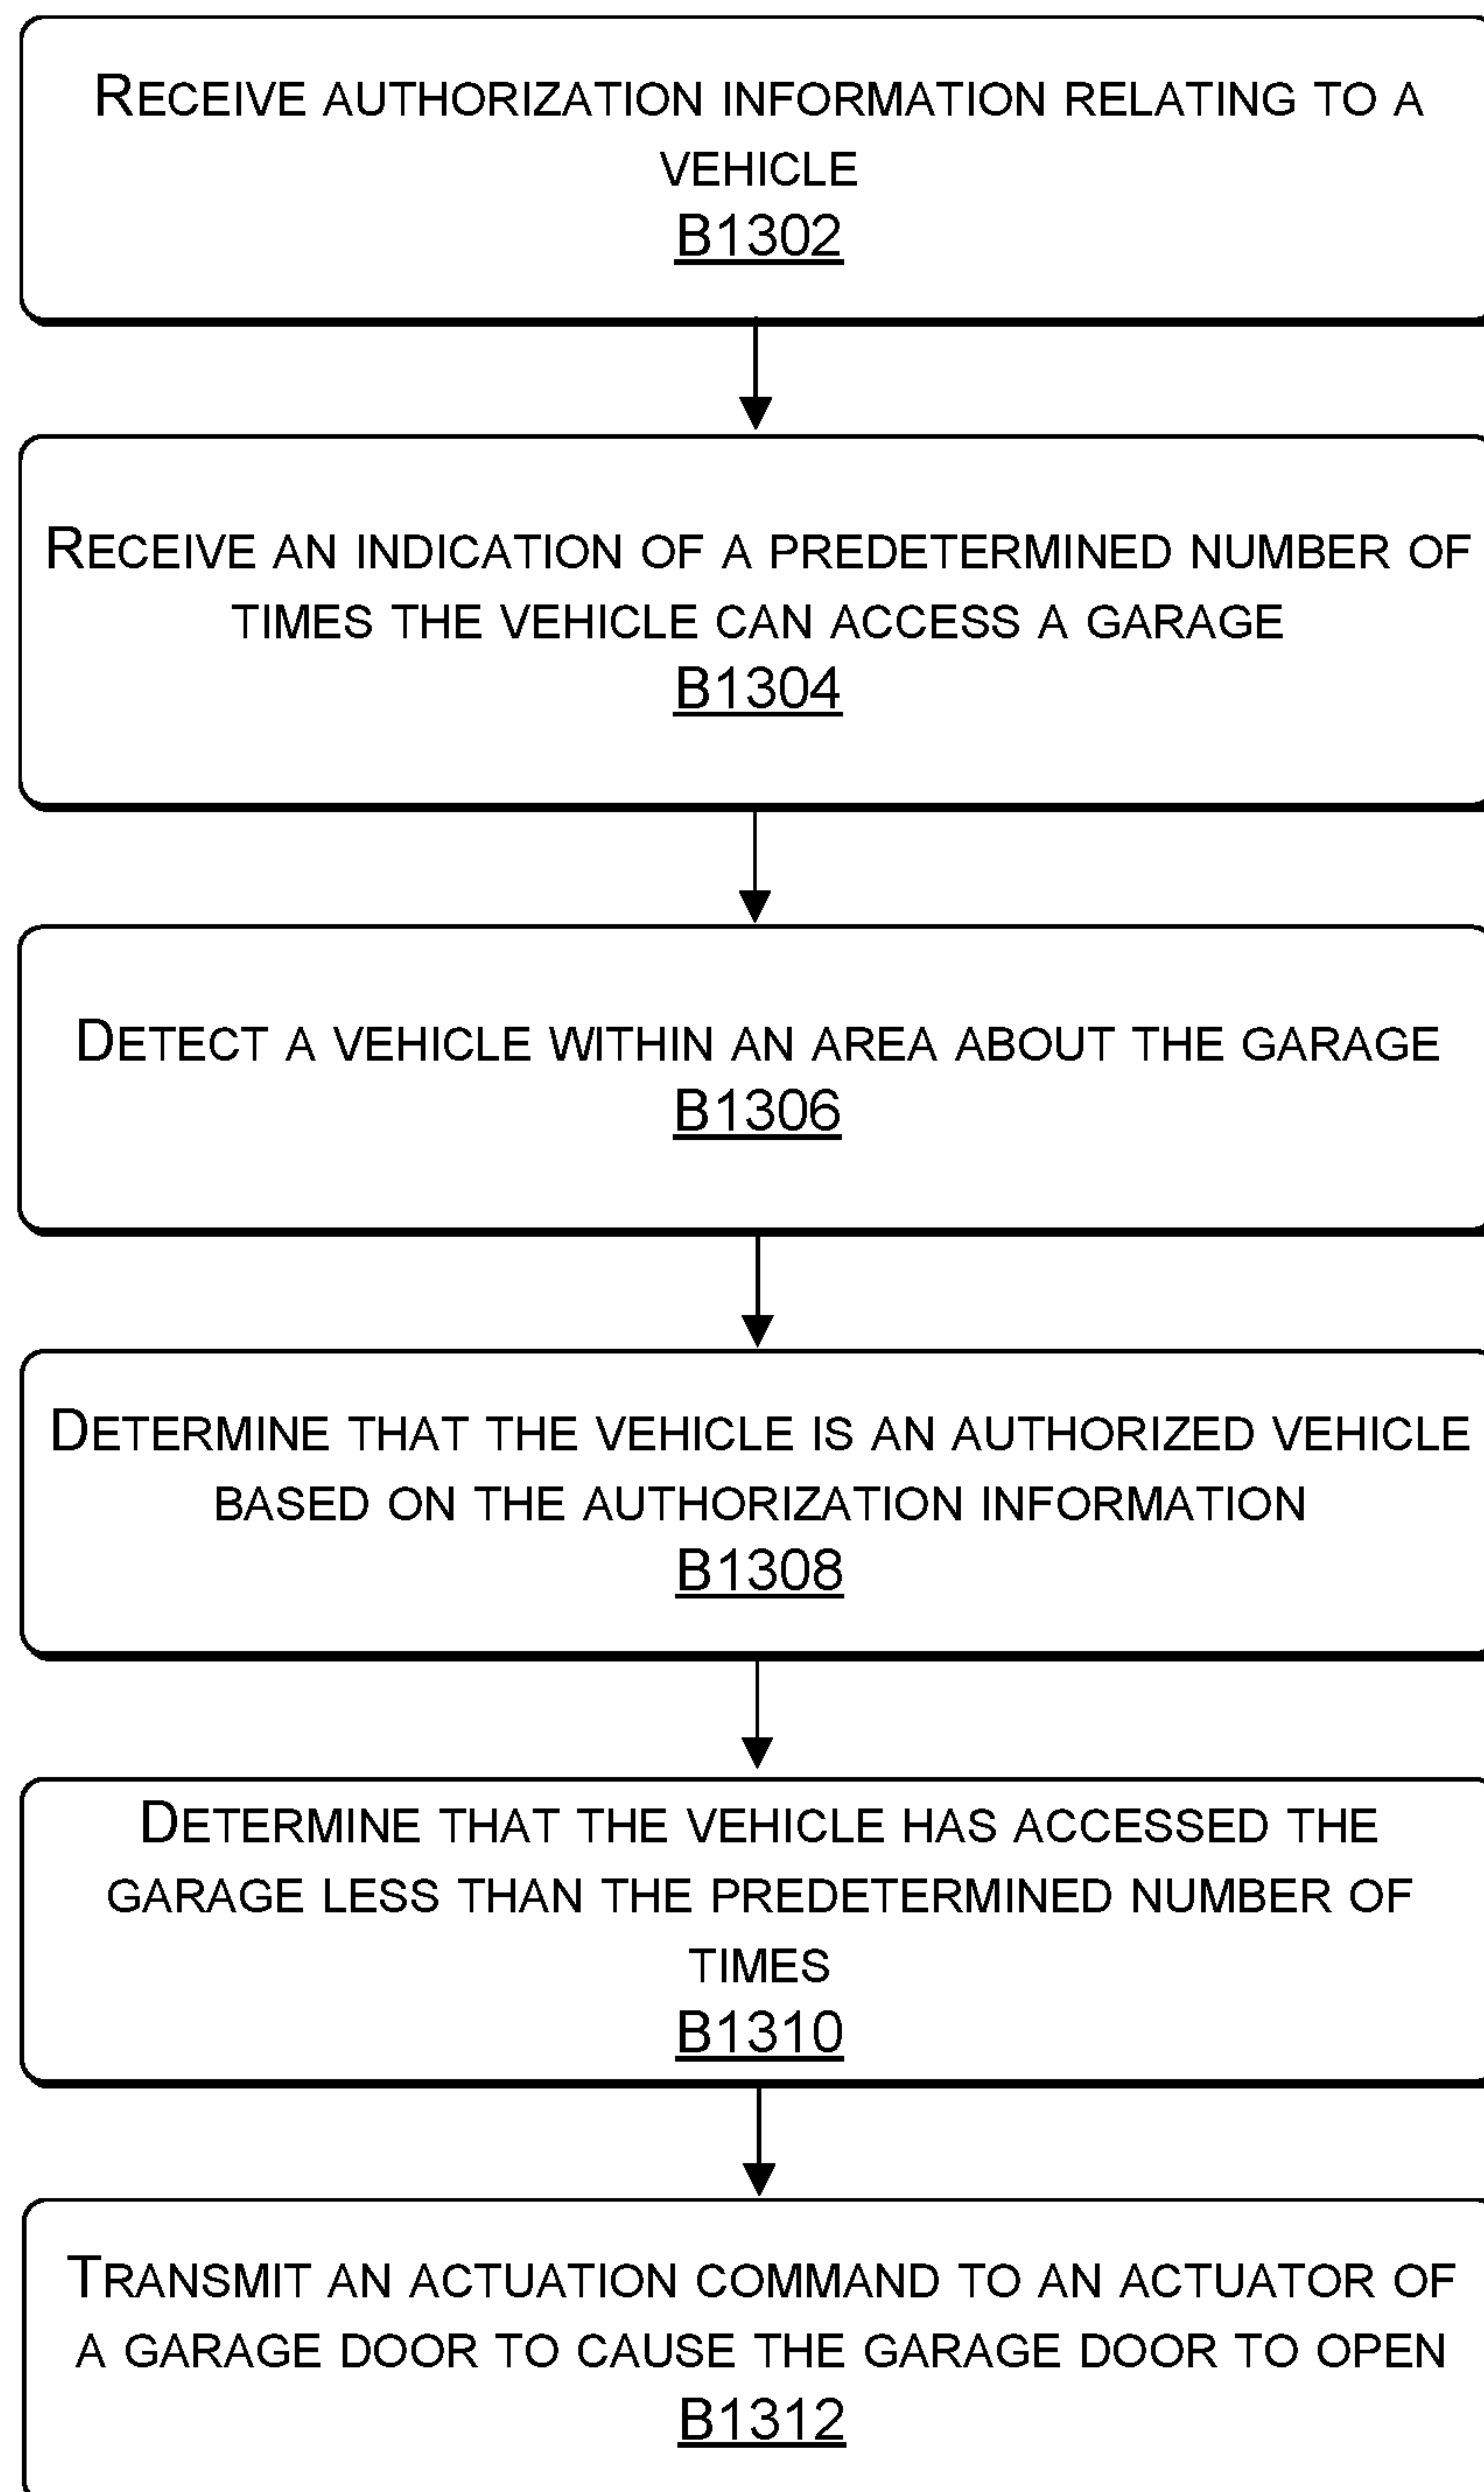 RECEIVE AUTHORIZATION INFORMATION RELATING TO A
VEHICLE
B1302
RECEIVE AN INDICATION OF A PREDETERMINED NUMBER OF
TIMES THE VEHICLE CAN ACCESS A GARAGE
B1304
DETECT A VEHICLE WITHIN AN AREA ABOUT THE GARAGE
B1306
DETERMINE THAT THE VEHICLE IS AN AUTHORIZED VEHICLE
BASED ON THE AUTHORIZATION INFORMATION
B1308
DETERMINE THAT THE VEHICLE HAS ACCESSED THE
GARAGE LESS THAN THE PREDETERMINED NUMBER OF
TIMES
B1310
TRANSMIT AN ACTUATION COMMAND TO AN ACTUATOR OF
A GARAGE DOOR TO CAUSE THE GARAGE DOOR TO OPEN
B1312